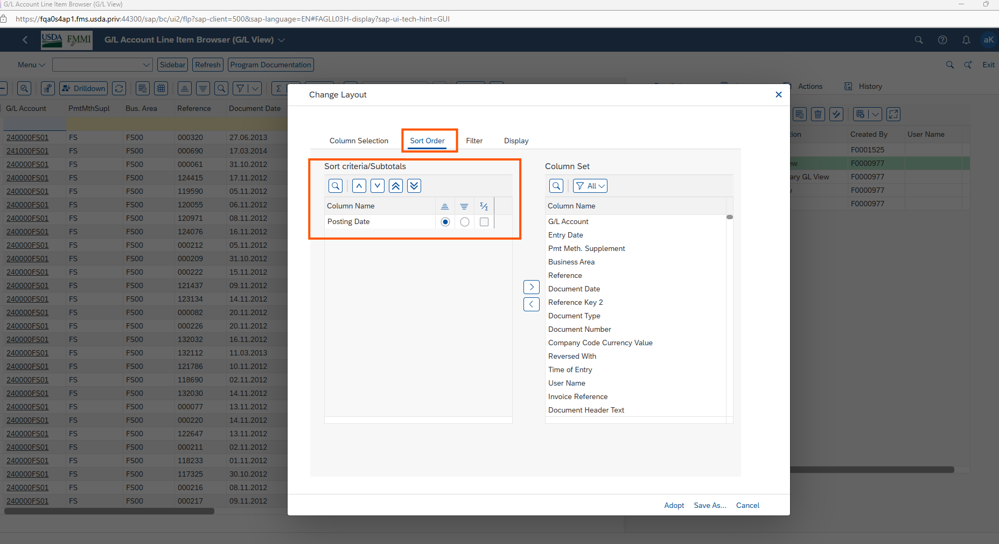 G/L Account Line Item Browser (G/L View)
https://fqa0s4ap1.fms.usda.priv:44300/sap/bc/ui2/flp?sap-client=500&sap-language=EN#FAGLL03H-display?sap-ui-tech-hint=GUI
USDA FMMI G/L Account Line Item Browser (G/L View) aK
Menu Sidebar Refresh Program Documentation Exit
Drilldown Σ Actions History
G/L Account PmtMthSupl Bus. Area Reference Document Date
240000FS01 FS FS00 000320 27.06.2013
241000FS01 FS FS00 000690 17.03.2014
240000FS01 FS FS00 000061 31.10.2012
240000FS01 FS FS00 124415 17.11.2012
240000FS01 FS FS00 119590 05.11.2012
240000FS01 FS FS00 120055 06.11.2012
240000FS01 FS FS00 120971 08.11.2012
240000FS01 FS FS00 124076 16.11.2012
240000FS01 FS FS00 000212 05.11.2012
240000FS01 FS FS00 000209 31.10.2012
240000FS01 FS FS00 000222 15.11.2012
240000FS01 FS FS00 121437 09.11.2012
240000FS01 FS FS00 123134 14.11.2012
240000FS01 FS FS00 000082 20.11.2012
240000FS01 FS FS00 000226 20.11.2012
240000FS01 FS FS00 132032 16.11.2012
240000FS01 FS FS00 132112 11.03.2013
240000FS01 FS FS00 121786 10.11.2012
240000FS01 FS FS00 118690 02.11.2012
240000FS01 FS FS00 132030 14.11.2012
240000FS01 FS FS00 000077 13.11.2012
240000FS01 FS FS00 000220 14.11.2012
240000FS01 FS FS00 122647 13.11.2012
240000FS01 FS FS00 000211 02.11.2012
240000FS01 FS FS00 118233 01.11.2012
240000FS01 FS FS00 117325 30.10.2012
240000FS01 FS FS00 000216 08.11.2012
240000FS01 FS FS00 000217 09.11.2012
Change Layout
Column Selection Sort Order Filter Display
Sort criteria/Subtotals
Column Name
Posting Date
Column Set
All
Column Name
G/L Account
Entry Date
Pmt Meth. Supplement
Business Area
Reference
Document Date
Reference Key 2
Document Type
Document Number
Company Code Currency Value
Reversed With
Time of Entry
User Name
Invoice Reference
Document Header Text
Adopt Save As... Cancel
Created By User Name
F0001525
F0000977
GL View F0000977
F0000977
F0000977